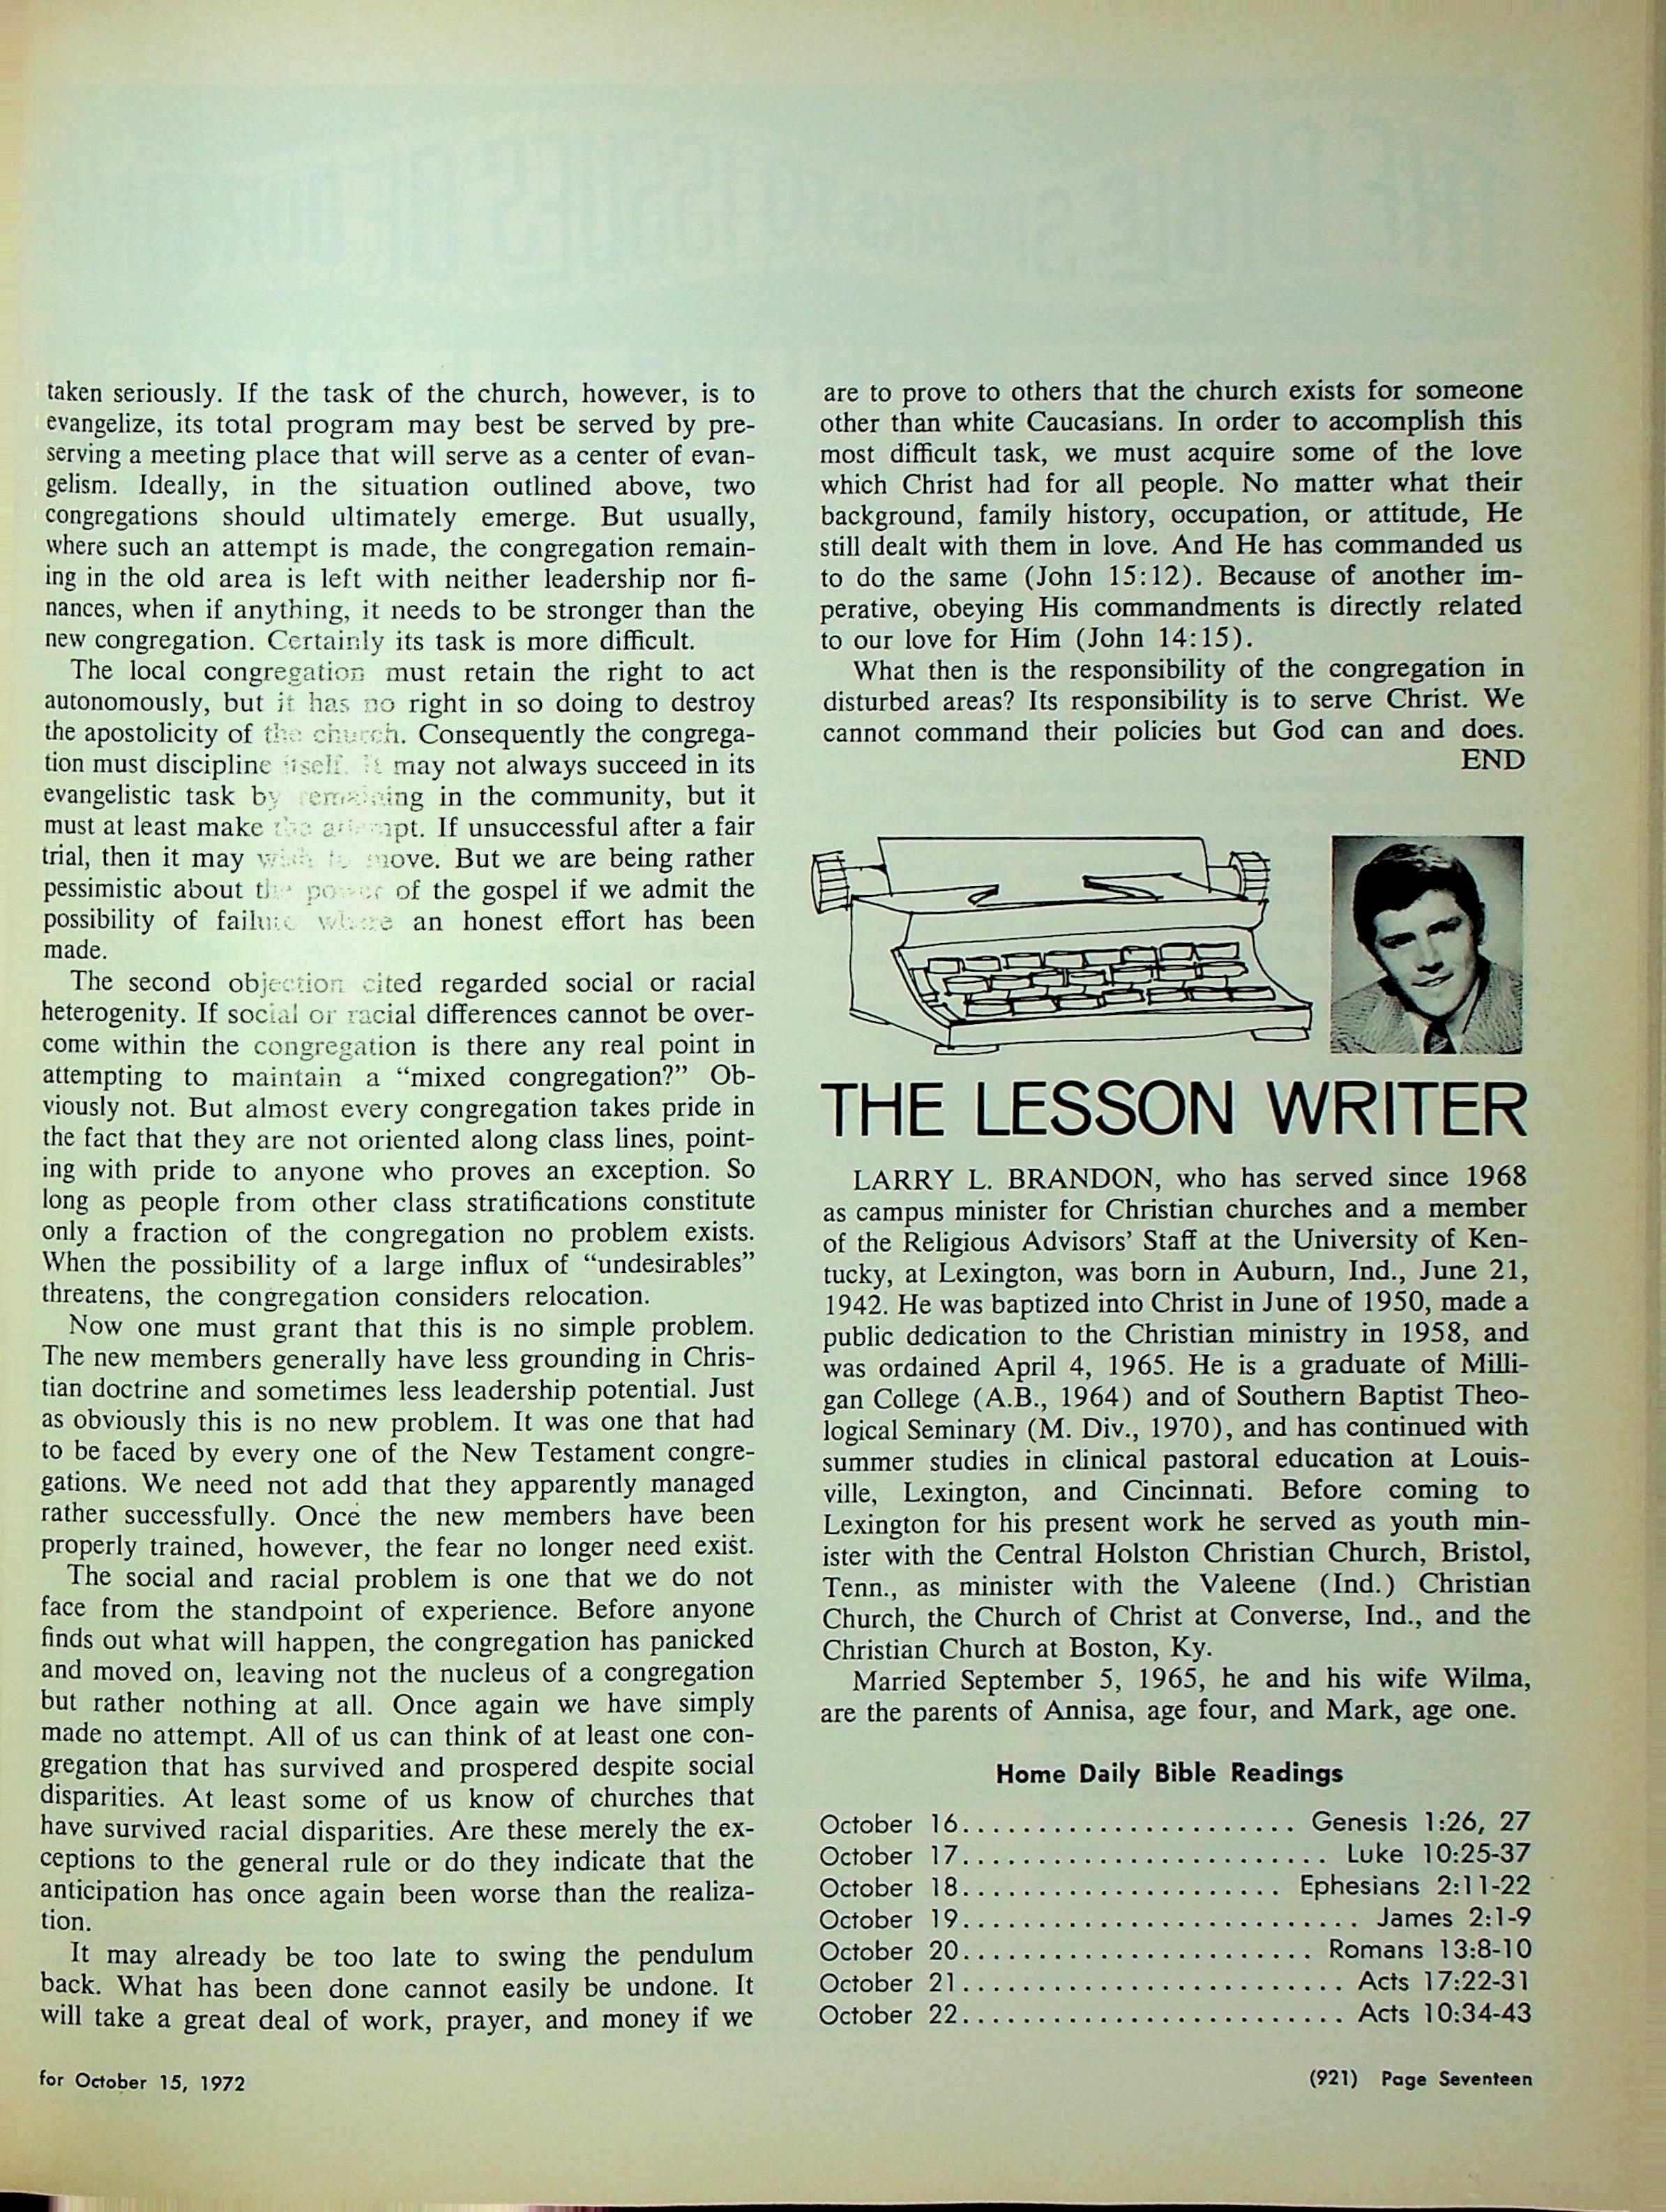 taken seriously. If the task of the church, however, is to
evangelize, its total program may best be served by pre-
serving a meeting place that will serve as a center of evan-
gelism. Ideally, in the situation outlined above, two
congregations should ultimately emerge. But usually,
where such an attempt is made, the congregation remain-
ing in the old area is left with neither leadership nor fi-
nances, when if anything, it needs to be stronger than the
new congregation. Certainly its task is more difficult.
The local congregation must retain the right to act
autonomously, but it has no right in so doing to destroy
the apostolicity of the church. Consequently the congrega-
tion must discipline itself. It may not always succeed in its
evangelistic task by remaining in the community, but it
must at least make the attempt. If unsuccessful after a fair
trial, then it may wish to move. But we are being rather
pessimistic about the power of the gospel if we admit the
possibility of failure where an honest effort has been
made.
The second objection cited regarded social or racial
heterogenity. If social or racial differences cannot be over-
come within the congregation is there any real point in
attempting to maintain a “mixed congregation?” Ob-
viously not. But almost every congregation takes pride in
the fact that they are not oriented along class lines, point-
ing with pride to anyone who proves an exception. So
long as people from other class stratifications constitute
only a fraction of the congregation no problem exists.
When the possibility of a large influx of “undesirables”
threatens, the congregation considers relocation.
Now one must grant that this is no simple problem.
The new members generally have less grounding in Chris-
tian doctrine and sometimes less leadership potential. Just
as obviously this is no new problem. It was one that had
to be faced by every one of the New Testament congre-
gations. We need not add that they apparently managed
rather successfully. Once the new members have been
properly trained, however, the fear no longer need exist.
The social and racial problem is one that we do not
face from the standpoint of experience. Before anyone
finds out what will happen, the congregation has panicked
and moved on, leaving not the nucleus of a congregation
but rather nothing at all. Once again we have simply
made no attempt. All of us can think of at least one con-
gregation that has survived and prospered despite social
disparities. At least some of us know of churches that
have survived racial disparities. Are these merely the ex-
ceptions to the general rule or do they indicate that the
anticipation has once again been worse than the realiza-
tion.
It may already be too late to swing the pendulum
back. What has been done cannot easily be undone. It
will take a great deal of work, prayer, and money if we
are to prove to others that the church exists for someone
other than white Caucasians. In order to accomplish this
most difficult task, we must acquire some of the love
which Christ had for all people. No matter what their
background, family history, occupation, or attitude, He
still dealt with them in love. And He has commanded us
to do the same (John 15:12). Because of another im-
perative, obeying His commandments is directly related
to our love for Him (John 14:15).
What then is the responsibility of the congregation in
disturbed areas? Its responsibility is to serve Christ. We
cannot command their policies but God can and does.
END
THE LESSON WRITER
LARRY L. BRANDON, who has served since 1968
as campus minister for Christian churches and a member
of the Religious Advisors’ Staff at the University of Ken-
tucky, at Lexington, was born in Auburn, Ind., June 21,
1942. He was baptized into Christ in June of 1950, made a
public dedication to the Christian ministry in 1958, and
was ordained April 4, 1965. He is a graduate of Milli-
gan College (A.B., 1964) and of Southern Baptist Theo-
logical Seminary (M. Div., 1970), and has continued with
summer studies in clinical pastoral education at Louis-
ville, Lexington, and Cincinnati. Before coming to
Lexington for his present work he served as youth min-
ister with the Central Holston Christian Church, Bristol,
Tenn., as minister with the Valeene (Ind.) Christian
Church, the Church of Christ at Converse, Ind., and the
Christian Church at Boston, Ky.
Married September 5, 1965, he and his wife Wilma,
are the parents of Annisa, age four, and Mark, age one.
Home Daily Bible Readings
October 16....................... Genesis 1:26, 27
October 17......................... Luke 10:25-37
October 18...................... Ephesians 2:11-22
October 19........................... James 2:1-9
October 20........................ Romans 13:8-10
October 21.......................... Acts 17:22-31
October 22.......................... Acts 10:34-43
for October 15, 1972
(921) Page Seventeen